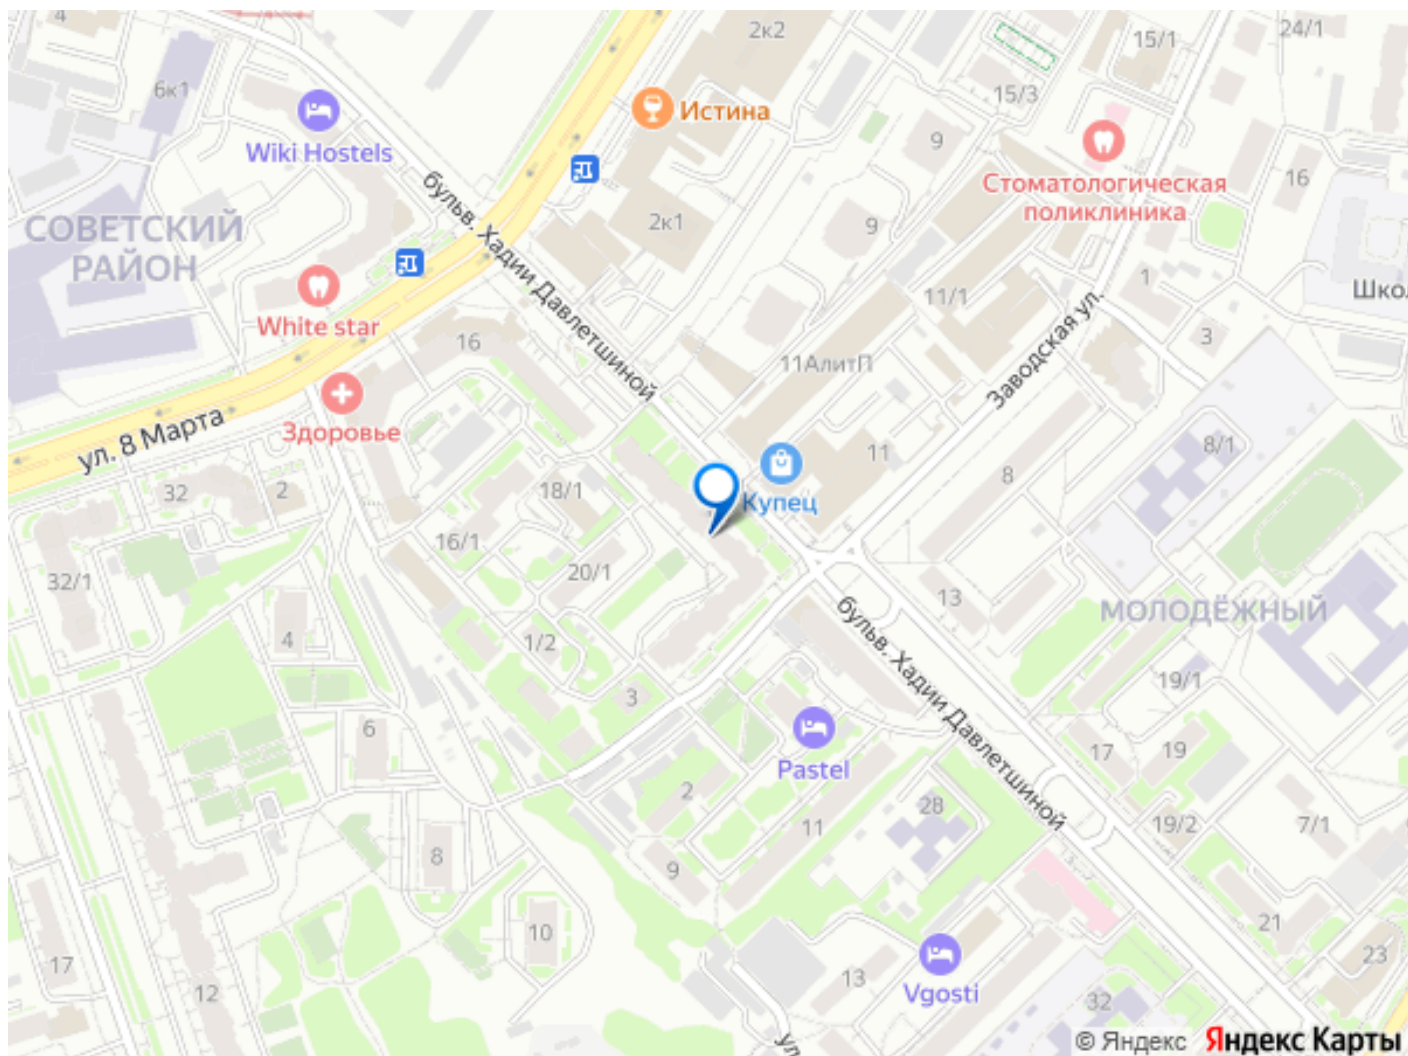 4
2к2
24/1
15/1
6к1
15/3
Истина
Wiki Hostels
9
Стоматологическая
поликлиника
16
бульв. Хадии Давлетшиной
СОВЕТСКИЙ
РАЙОН
2к1
9
1
11/1
Школ
White star
Заводская ул.
3
16
11АлитП
ул. 8 Марта
Здоровье
8/1
11
8
32
2
18/1
Купец
16/1
20/1
32/1
13
МОЛОДЁЖНЫЙ
4
1/2
бульв. Хадии Давлетшиной
3
19/1
6
17
19
Pastel
2
28
11
19/2
7/1
8
9
10
21
17
13
23
12
Vgosti
32
ул
© Яндекс Яндекс Карты